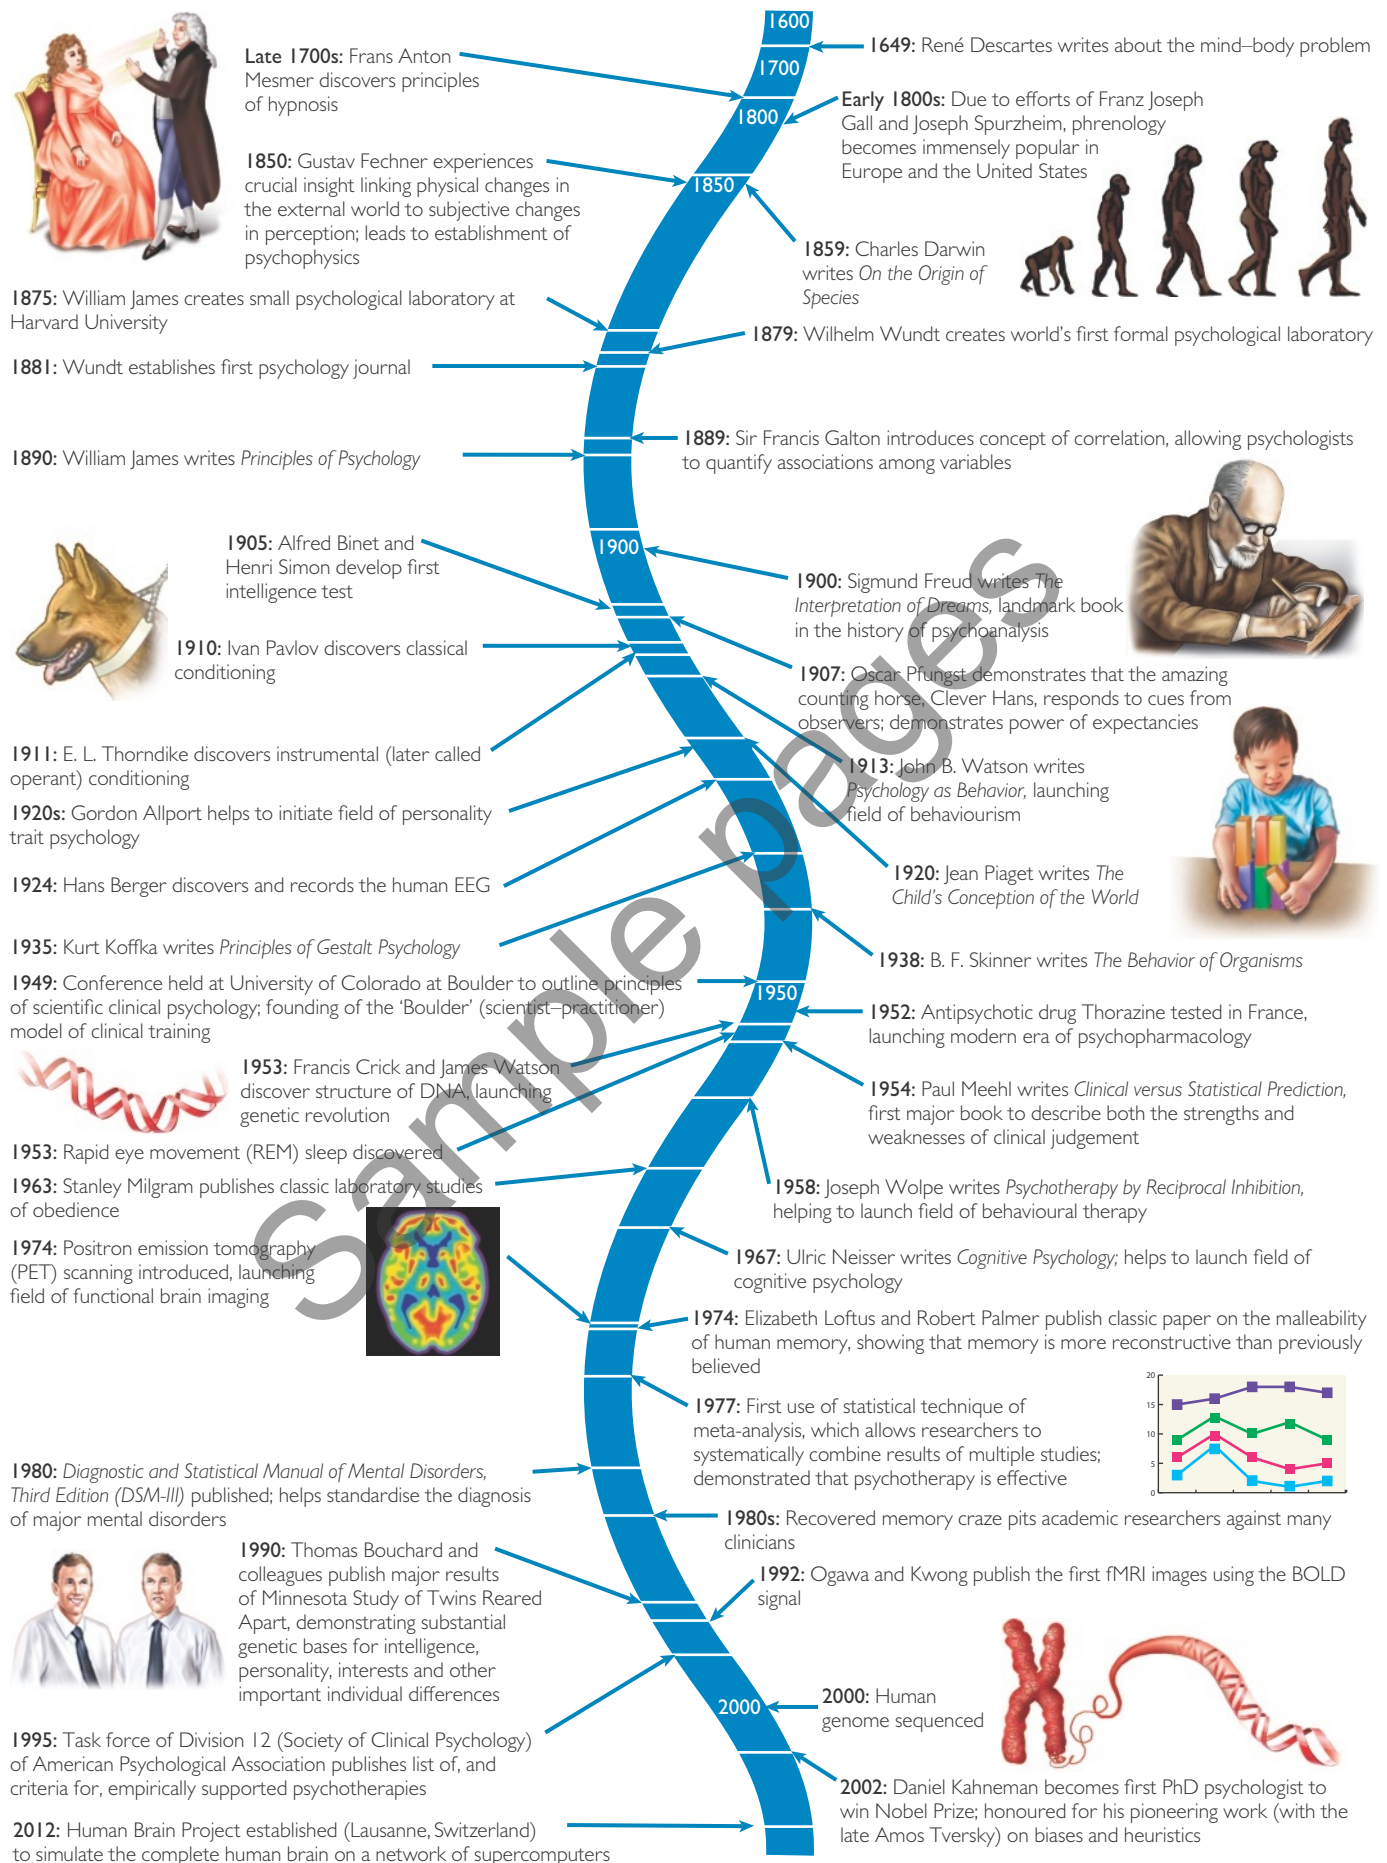 1600
1649: René Descartes writes about the mind–body problem
Late 1700s: Frans Anton
Mesmer discovers principles
of hypnosis
1700
Early 1800s: Due to efforts of Franz Joseph
Gall and Joseph Spurzheim, phrenology
becomes immensely popular in
Europe and the United States
1800
1850: Gustav Fechner experiences
crucial insight linking physical changes in
the external world to subjective changes
in perception; leads to establishment of
psychophysics
1850
1859: Charles Darwin
writes On the Origin of
Species
1875: William James creates small psychological laboratory at
Harvard University
1879: Wilhelm Wundt creates world's first formal psychological laboratory
1881: Wundt establishes first psychology journal
1889: Sir Francis Galton introduces concept of correlation, allowing psychologists
to quantify associations among variables
1890: William James writes Principles of Psychology
1905: Alfred Binet and
Henri Simon develop first
intelligence test
1900
1900: Sigmund Freud writes The
Interpretation of Dreams, landmark book
in the history of psychoanalysis
1910: Ivan Pavlov discovers classical
conditioning
1907: Oscar Pfungst demonstrates that the amazing
counting horse, Clever Hans, responds to cues from
observers; demonstrates power of expectancies
1911: E. L. Thorndike discovers instrumental (later called
operant) conditioning
1913: John B. Watson writes
Psychology as Behavior, launching
field of behaviourism
1920s: Gordon Allport helps to initiate field of personality
trait psychology
1920: Jean Piaget writes The
Child's Conception of the World
1924: Hans Berger discovers and records the human EEG
1935: Kurt Koffka writes Principles of Gestalt Psychology
1938: B. F. Skinner writes The Behavior of Organisms
1949: Conference held at University of Colorado at Boulder to outline principles
of scientific clinical psychology; founding of the 'Boulder' (scientist–practitioner)
model of clinical training
1950
1952: Antipsychotic drug Thorazine tested in France,
launching modern era of psychopharmacology
1953: Francis Crick and James Watson
discover structure of DNA, launching
genetic revolution
1954: Paul Meehl writes Clinical versus Statistical Prediction,
first major book to describe both the strengths and
weaknesses of clinical judgement
1953: Rapid eye movement (REM) sleep discovered
1963: Stanley Milgram publishes classic laboratory studies
of obedience
1958: Joseph Wolpe writes Psychotherapy by Reciprocal Inhibition,
helping to launch field of behavioural therapy
1974: Positron emission tomography
(PET) scanning introduced, launching
field of functional brain imaging
1967: Ulric Neisser writes Cognitive Psychology; helps to launch field of
cognitive psychology
1974: Elizabeth Loftus and Robert Palmer publish classic paper on the malleability
of human memory, showing that memory is more reconstructive than previously
believed
1977: First use of statistical technique of
meta-analysis, which allows researchers to
systematically combine results of multiple studies;
demonstrated that psychotherapy is effective
20
15
10
5
0
1980: Diagnostic and Statistical Manual of Mental Disorders,
Third Edition (DSM-III) published; helps standardise the diagnosis
of major mental disorders
1980s: Recovered memory craze pits academic researchers against many
clinicians
1990: Thomas Bouchard and
colleagues publish major results
of Minnesota Study of Twins Reared
Apart, demonstrating substantial
genetic bases for intelligence,
personality, interests and other
important individual differences
1992: Ogawa and Kwong publish the first fMRI images using the BOLD
signal
2000
2000: Human
genome sequenced
1995: Task force of Division 12 (Society of Clinical Psychology)
of American Psychological Association publishes list of, and
criteria for, empirically supported psychotherapies
2002: Daniel Kahneman becomes first PhD psychologist to
win Nobel Prize; honoured for his pioneering work (with the
late Amos Tversky) on biases and heuristics
2012: Human Brain Project established (Lausanne, Switzerland)
to simulate the complete human brain on a network of supercomputers
Sample pages